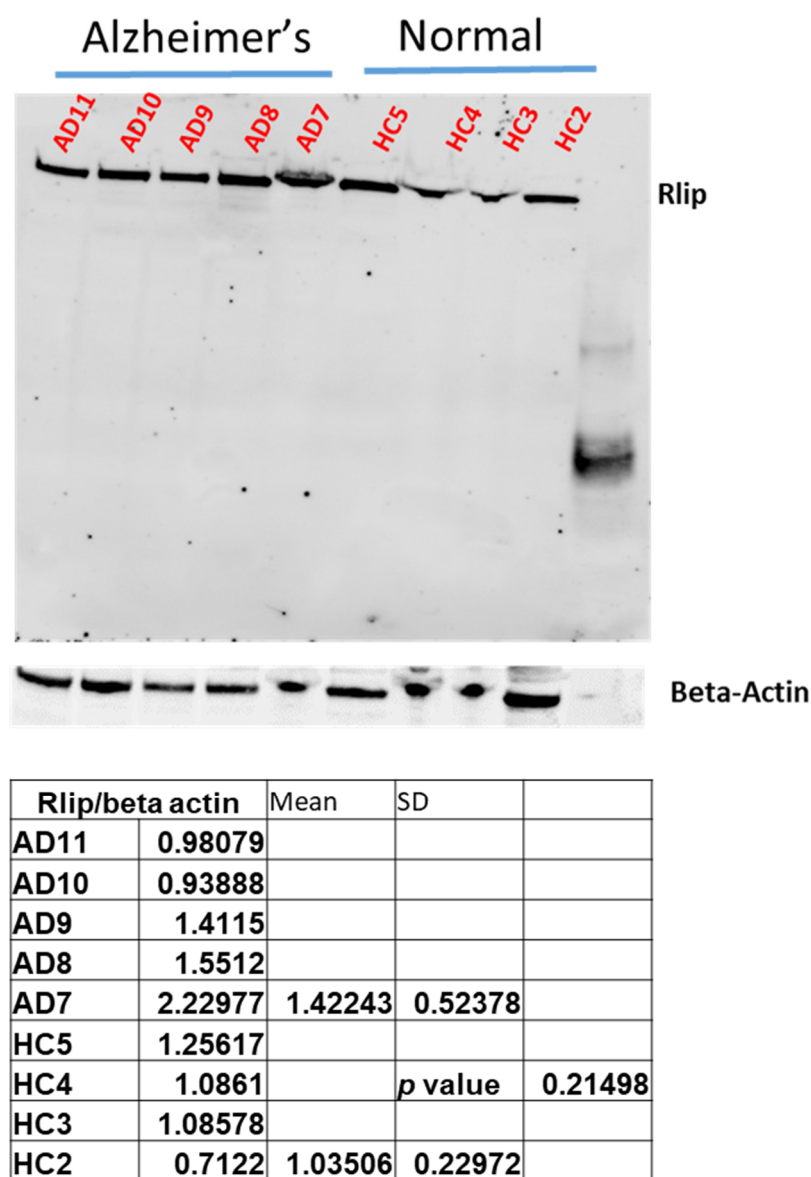 Alzheimer's Normal
AD11 AD10 AD9 AD8 AD7 HC5 HC4 HC3 HC2
Rlip
Beta-Actin
Rlip/beta actin Mean SD
AD11 0.98079
AD10 0.93888
AD9 1.4115
AD8 1.5512
AD7 2.22977 1.42243 0.52378
HC5 1.25617
HC4 1.0861 p value 0.21498
HC3 1.08578
HC2 0.7122 1.03506 0.22972